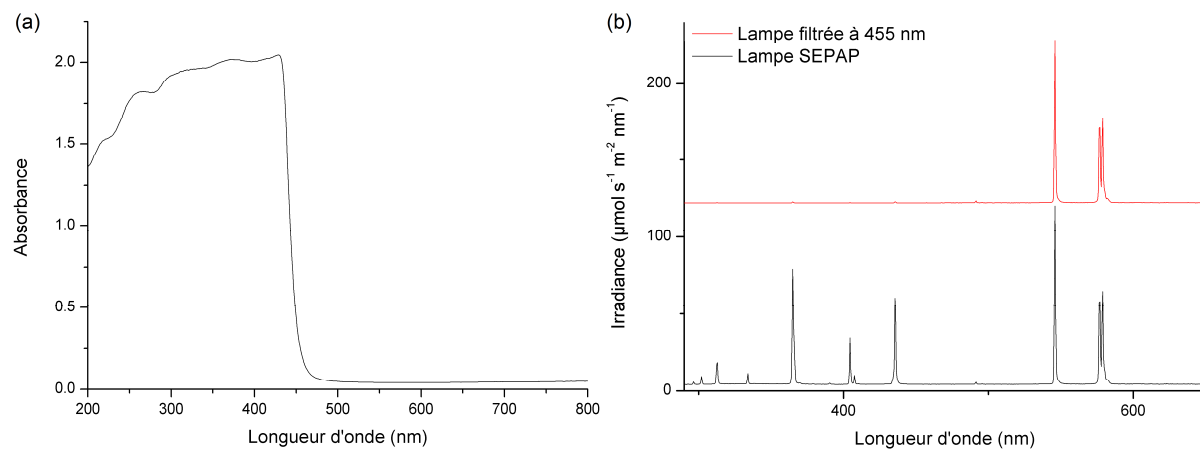 (a)
Absorbance
2.0
1.5
1.0
0.5
0.0
200 300 400 500 600 700 800
Longueur d'onde (nm)
(b)
Lampe filtrée à 455 nm
Lampe SEPAP
Irradiance (µmol s⁻¹ m⁻² nm⁻¹)
200
100
0
400 600
Longueur d'onde (nm)